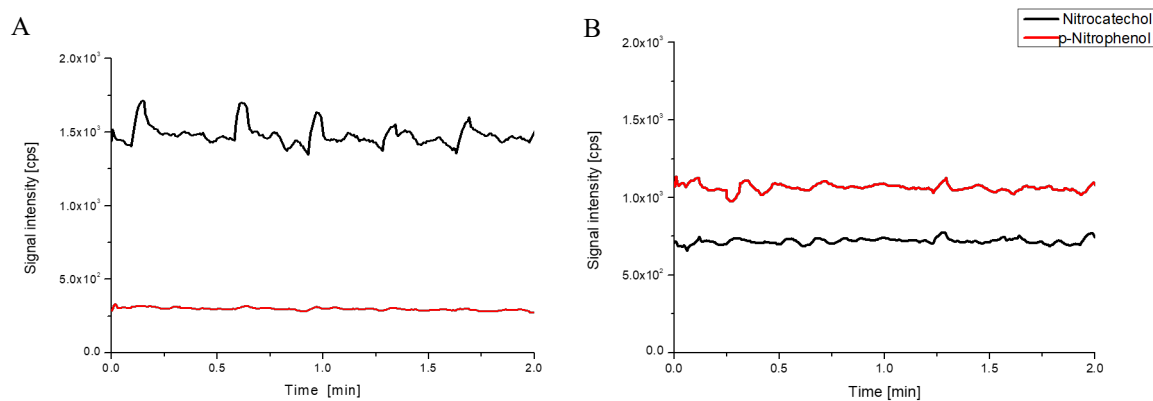 A
2.0x10³
1.5x10³
1.0x10³
5.0x10²
0.0
Signal intensity [cps]
0.0 0.5 1.0 1.5 2.0
Time [min]
B
Nitrocatechol
p-Nitrophenol
2.0x10³
1.5x10³
1.0x10³
5.0x10²
0.0
Signal intensity [cps]
0.0 0.5 1.0 1.5 2.0
Time [min]